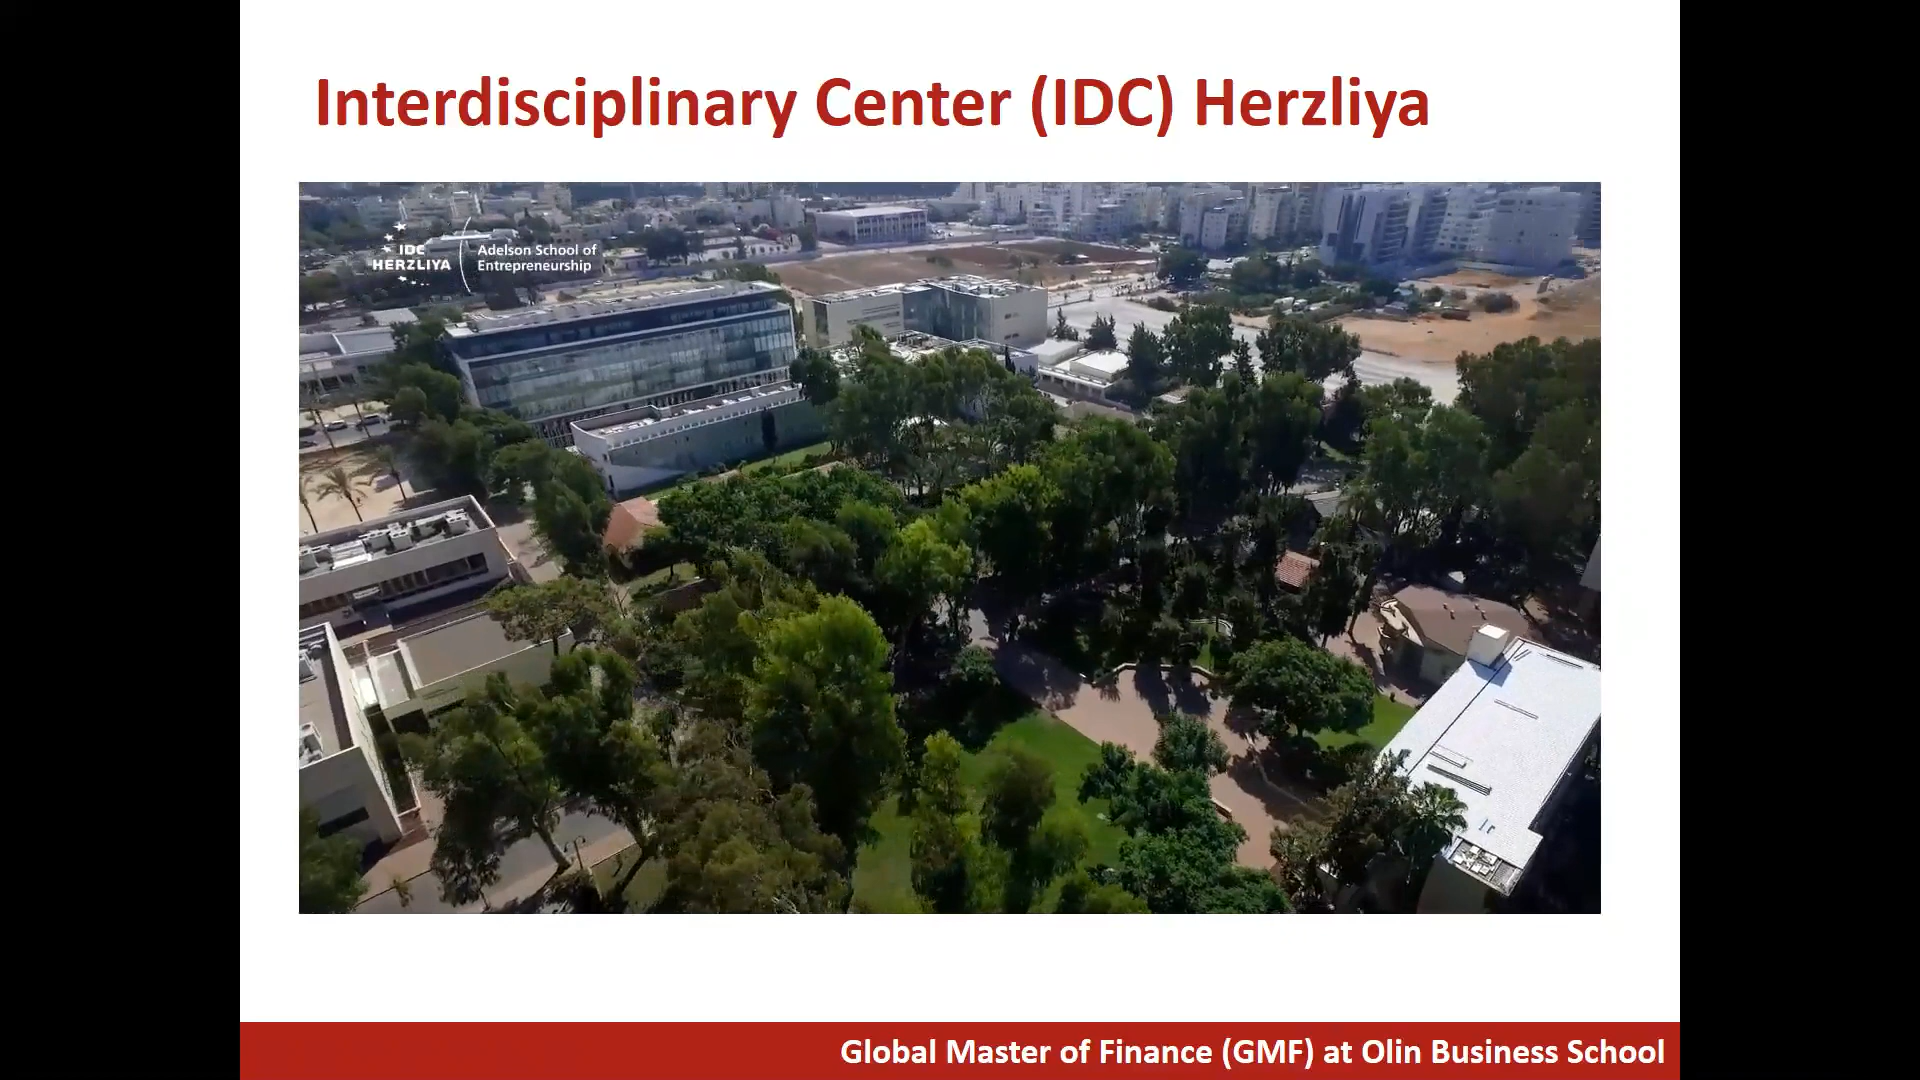 Interdisciplinary Center (IDC) Herzliya
IDC
HERZLIYA
Adelson School of
Entrepreneurship
Global Master of Finance (GMF) at Olin Business School